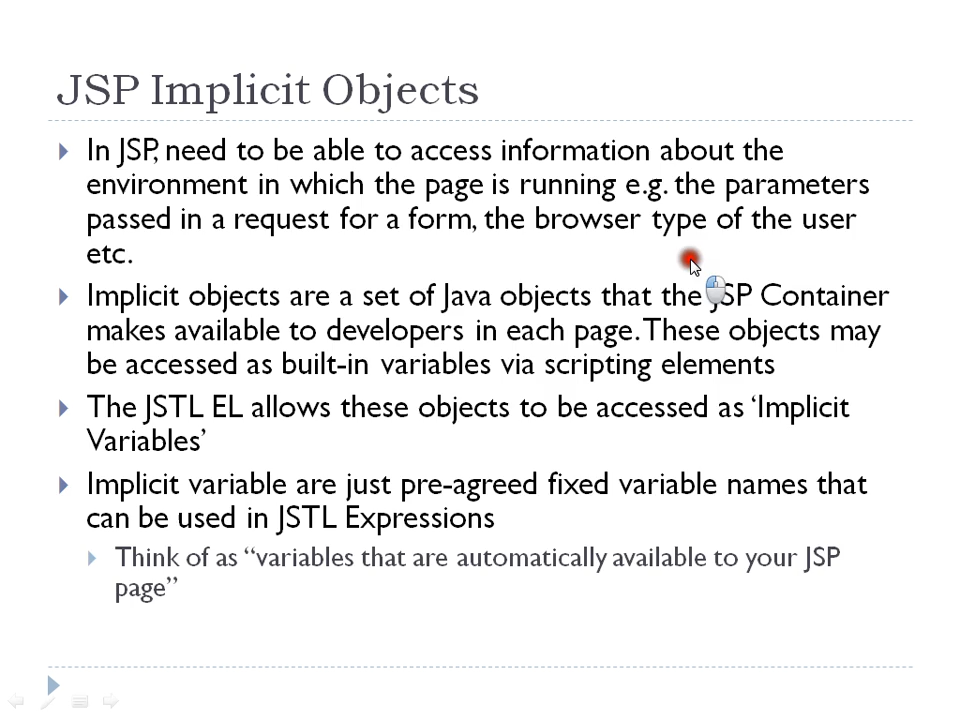 JSP Implicit Objects
In JSP, need to be able to access information about the
environment in which the page is running e.g. the parameters
passed in a request for a form, the browser type of the user
etc.
Implicit objects are a set of Java objects that the JSP Container
makes available to developers in each page. These objects may
be accessed as built-in variables via scripting elements
The JSTL EL allows these objects to be accessed as ‘Implicit
Variables’
Implicit variable are just pre-agreed fixed variable names that
can be used in JSTL Expressions
Think of as “variables that are automatically available to your JSP
page”